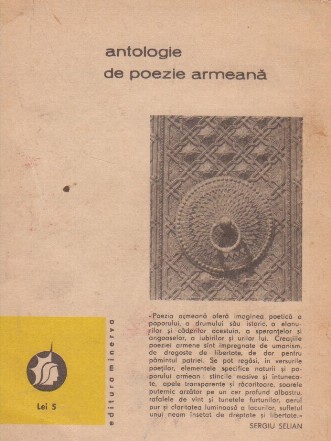 antologie
de poezie armeană
editura minerva
Lei 5
«Poezia armeană oferă imaginea poetică a
poporului, a drumului său istoric, a elanu-
rilor și căderilor acestuia, a speranțelor și
angoaselor, a iubirilor și urilor lui. Creațiile
poeziei armene sînt impregnate de umanism,
de dragoste de libertate, de dor pentru
pămîntul patriei. Se pot regăsi, în versurile
poeților, elementele specifice naturii și po-
porului armean: stîncile masive și întuneca-
te, apele transparente și răcoritoare, soarele
puternic arzător pe un cer profund albastru,
rafalele de vînt și tunetele furtunilor, aerul
pur și claritatea luminoasă a lacurilor, sufletul
unui neam însetat de dreptate și libertate.»
SERGIU SELIAN